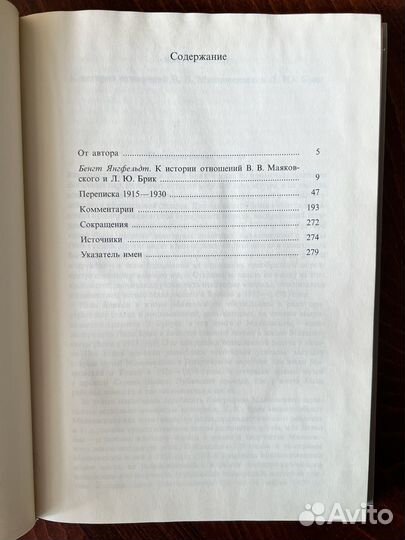 Содержание
От автора 5
Бенгт Янгфельдт. К истории отношений В. В. Маяков-
ского и Л. Ю. Брик 9
Переписка 1915—1930 47
Комментарии 193
Сокращения 272
Источники 274
Указатель имен 279
Avito